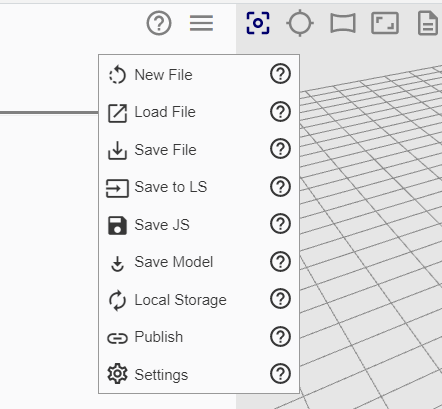 New File
Load File
Save File
Save to LS
Save JS
Save Model
Local Storage
Publish
Settings